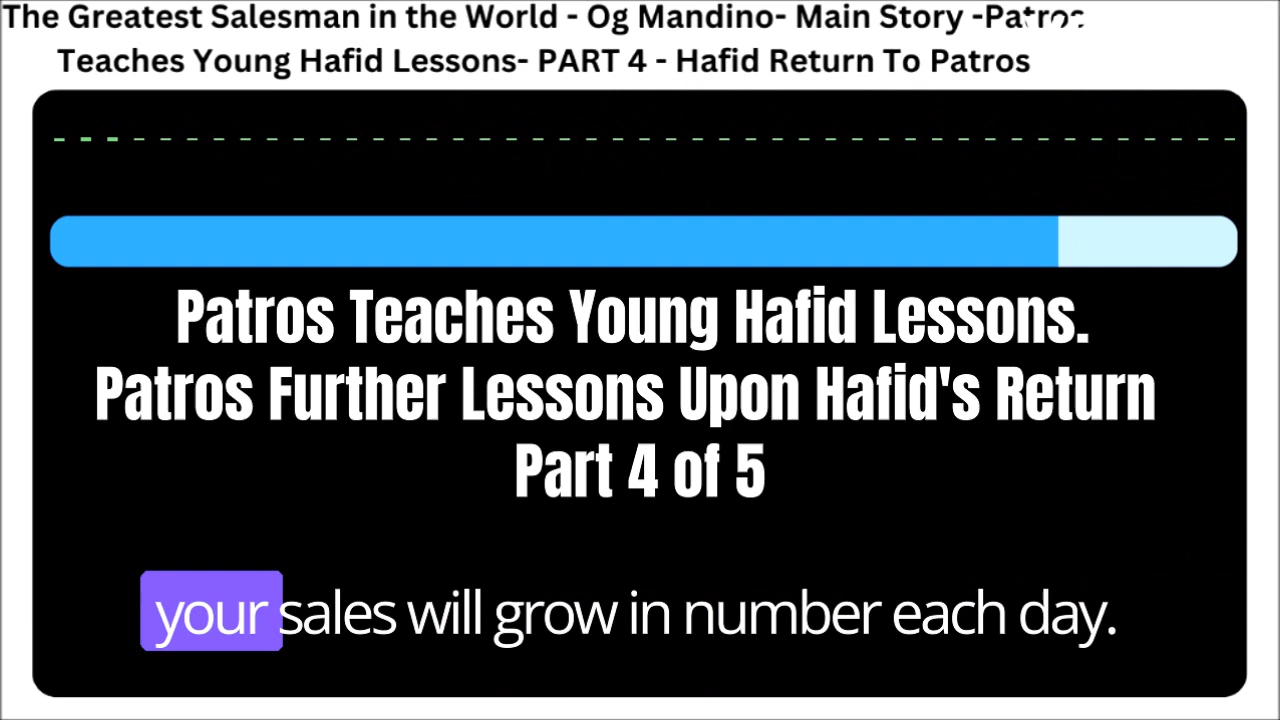 The Greatest Salesman in the World - Og Mandino- Main Story -Patros
Teaches Young Hafid Lessons- PART 4 - Hafid Return To Patros
Patros Teaches Young Hafid Lessons.
Patros Further Lessons Upon Hafid's Return
Part 4 of 5
your sales will grow in number each day.